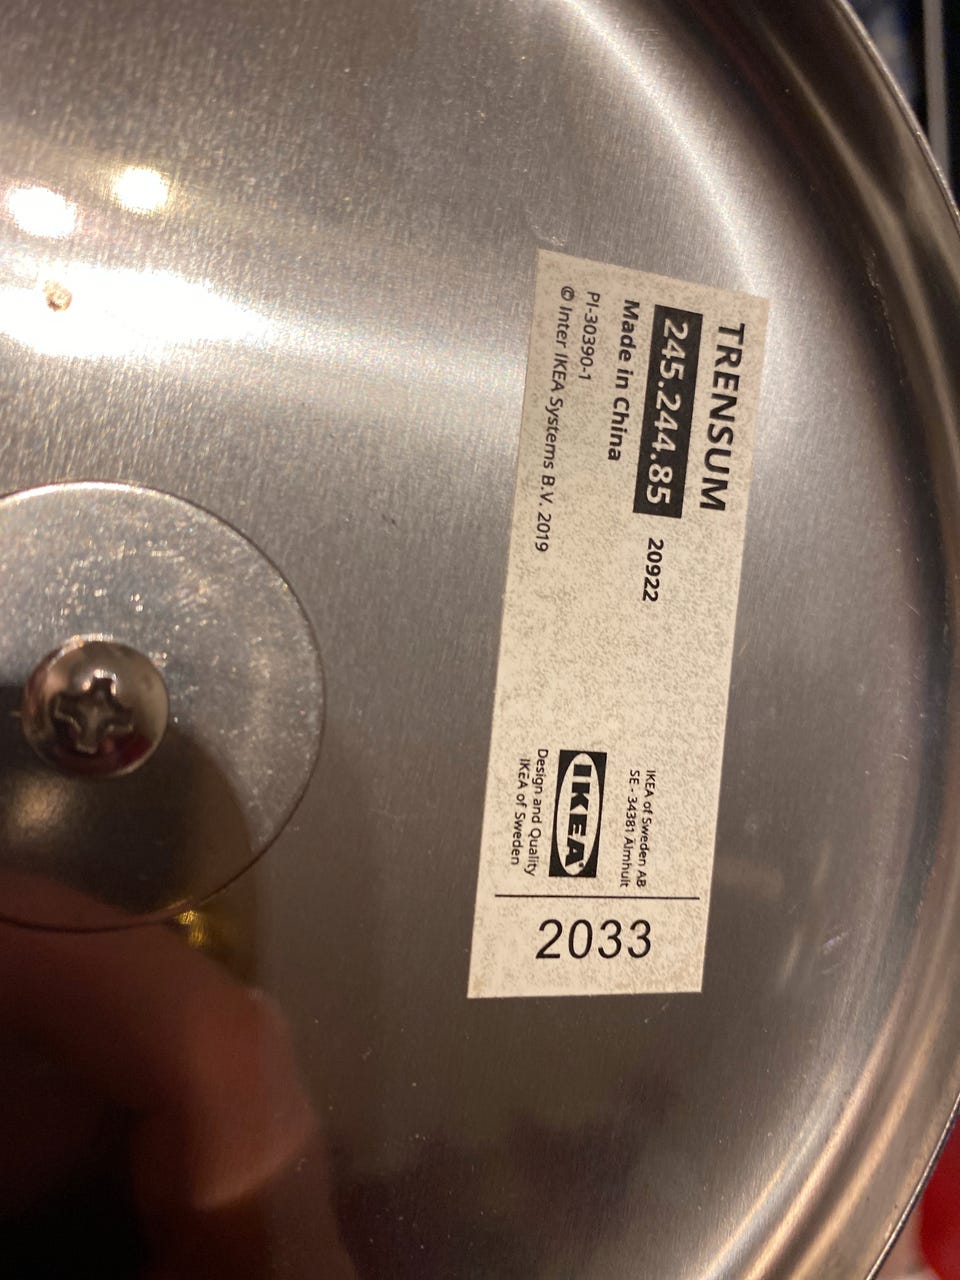 TRENSUM
245.244.85 20922
Made in China
PI-30390-1
© Inter IKEA Systems B.V. 2019
IKEA of Sweden AB
SE - 34381 Älmhult
IKEA®
Design and Quality
IKEA of Sweden
2033